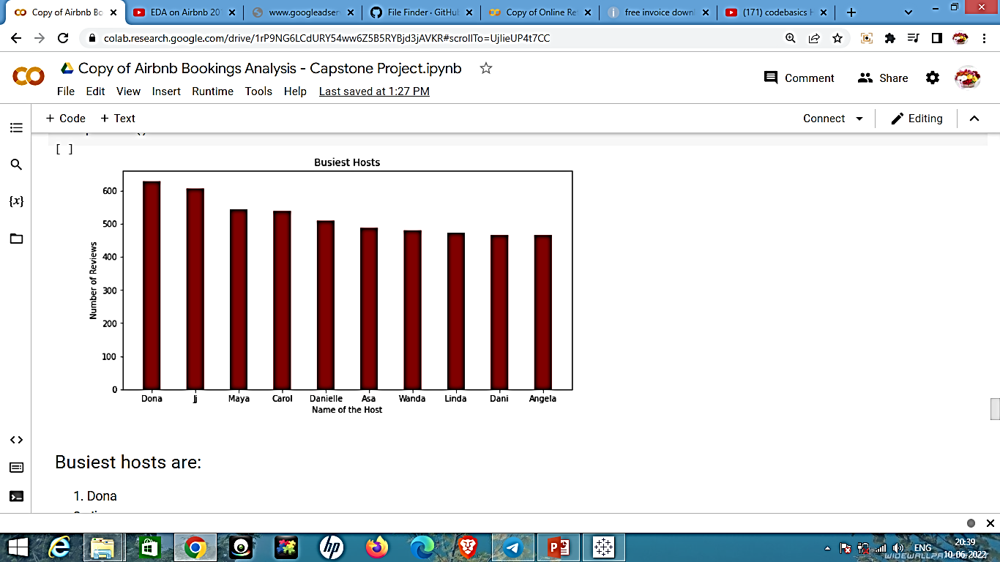 Copy of Airbnb Bo
EDA on Airbnb 20
www.googleadser
File Finder · GitHu
Copy of Online Re
free invoice down
(171) codebasics
colab.research.google.com/drive/1rP9NG6LCdURY54ww6Z5B5RYBjd3jAVKR#scrollTo=UjIieUP4t7CC
CO Copy of Airbnb Bookings Analysis - Capstone Project.ipynb
Comment Share
File Edit View Insert Runtime Tools Help Last saved at 1:27 PM
+ Code + Text Connect Editing
[ ]
{x}
Busiest Hosts
600
500
400
300
200
100
0
Number of Reviews
Dona Jj Maya Carol Danielle Asa Wanda Linda Dani Angela
Name of the Host
Busiest hosts are:
1. Dona
hp
ENG
20:39
10-06-2022